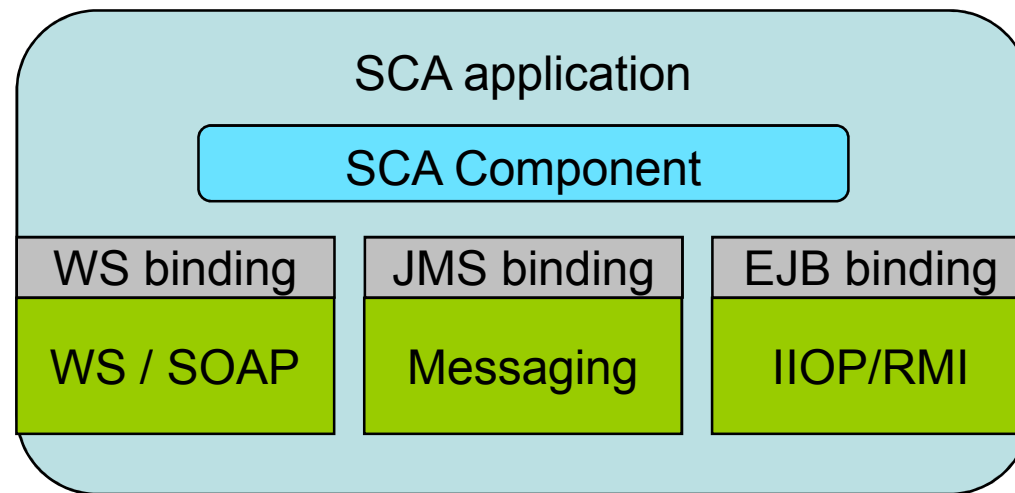 SCA application
SCA Component
WS binding
JMS binding
EJB binding
WS / SOAP
Messaging
IIOP/RMI